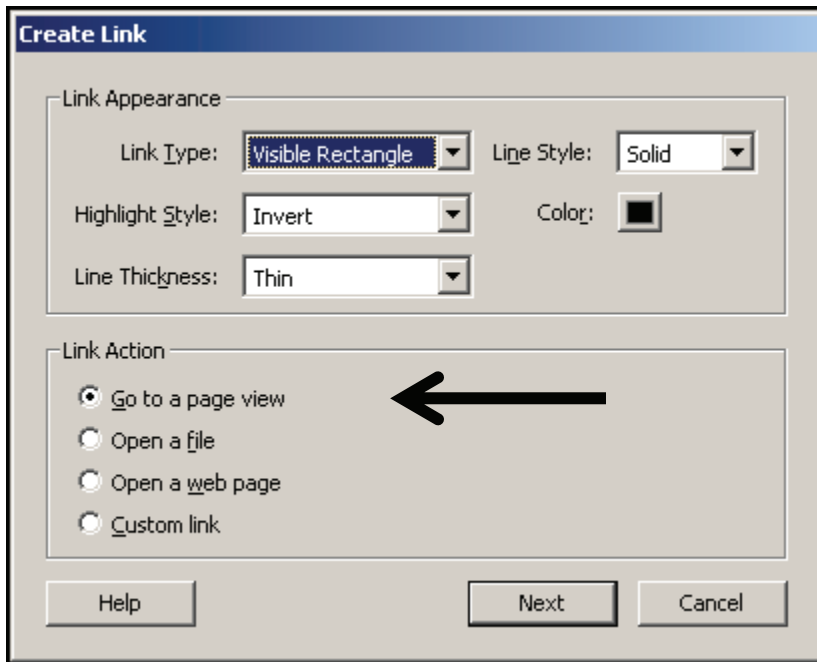 Create Link
Link Appearance
Link Type: Visible Rectangle Line Style: Solid
Highlight Style: Invert Color:
Line Thickness: Thin
Link Action
Go to a page view
Open a file
Open a web page
Custom link
Help Next Cancel